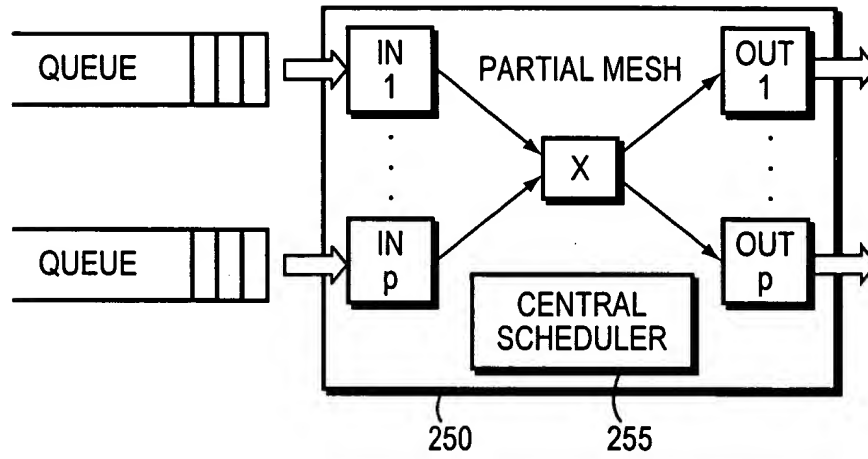 QUEUE
IN
1
PARTIAL MESH
OUT
1
X
QUEUE
IN
p
OUT
p
CENTRAL
SCHEDULER
250
255